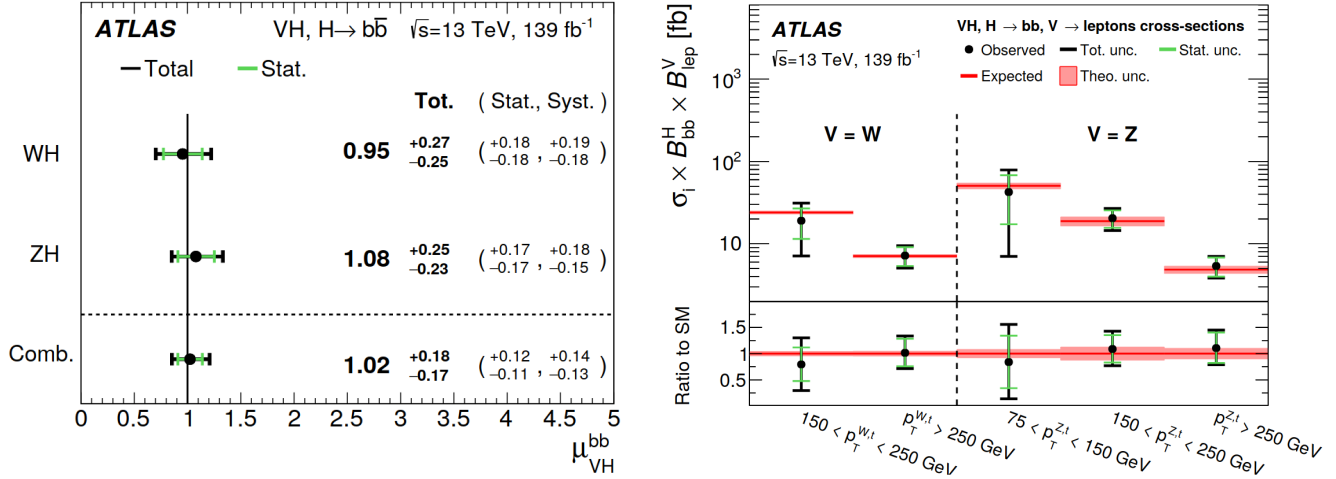 ATLAS VH, H→ bb̅ √s=13 TeV, 139 fb⁻¹
Total Stat.
Tot. ( Stat., Syst. )
WH 0.95 +0.27 −0.25 ( +0.18 −0.18 , +0.19 −0.18 )
ZH 1.08 +0.25 −0.23 ( +0.17 −0.17 , +0.18 −0.15 )
Comb. 1.02 +0.18 −0.17 ( +0.12 −0.11 , +0.14 −0.13 )
0 0.5 1 1.5 2 2.5 3 3.5 4 4.5 5
μ^bb_VH
σ_i × B^H_bb × B^V_lep [fb]
ATLAS
√s=13 TeV, 139 fb⁻¹
VH, H → bb, V → leptons cross-sections
Observed Tot. unc. Stat. unc.
Expected Theo. unc.
10³
10²
10
V = W V = Z
Ratio to SM
1.5
1
0.5
150 < p_T^W,t < 250 GeV
p_T^W,t > 250 GeV
75 < p_T^Z,t < 150 GeV
150 < p_T^Z,t < 250 GeV
p_T^Z,t > 250 GeV